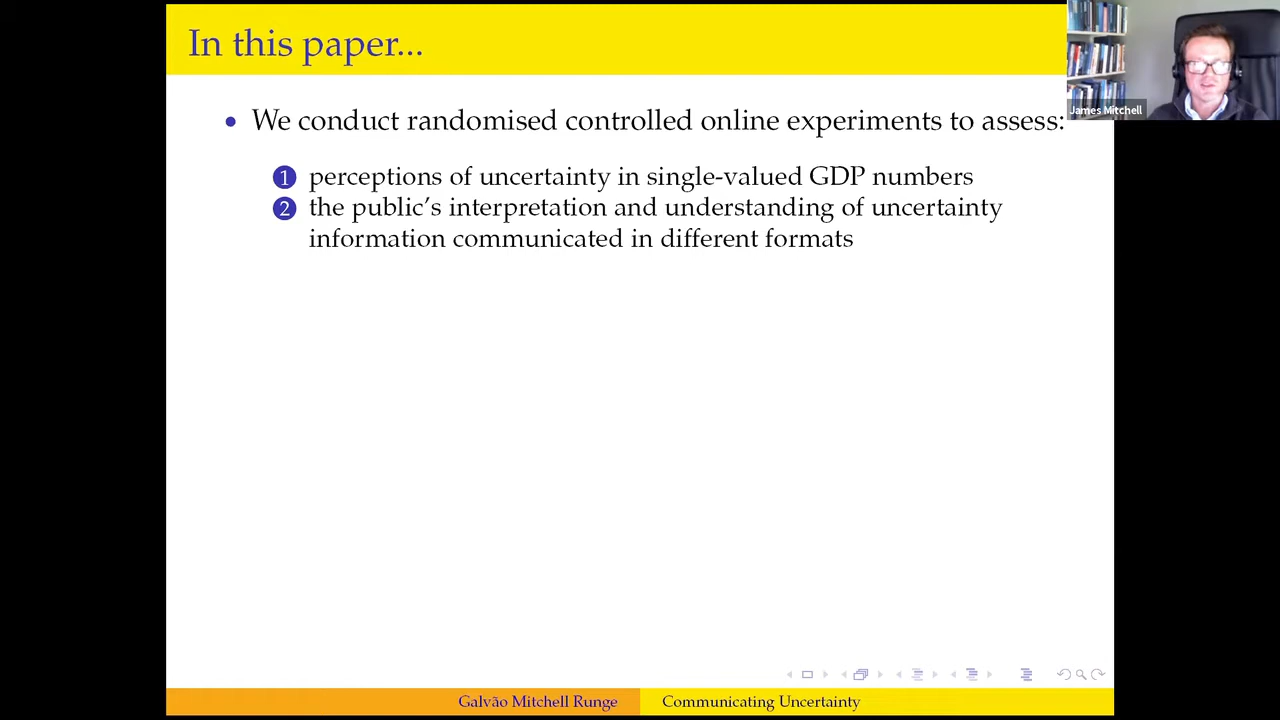 In this paper...
James Mitchell
• We conduct randomised controlled online experiments to assess:
1 perceptions of uncertainty in single-valued GDP numbers
2 the public's interpretation and understanding of uncertainty
information communicated in different formats
Galvão Mitchell Runge
Communicating Uncertainty